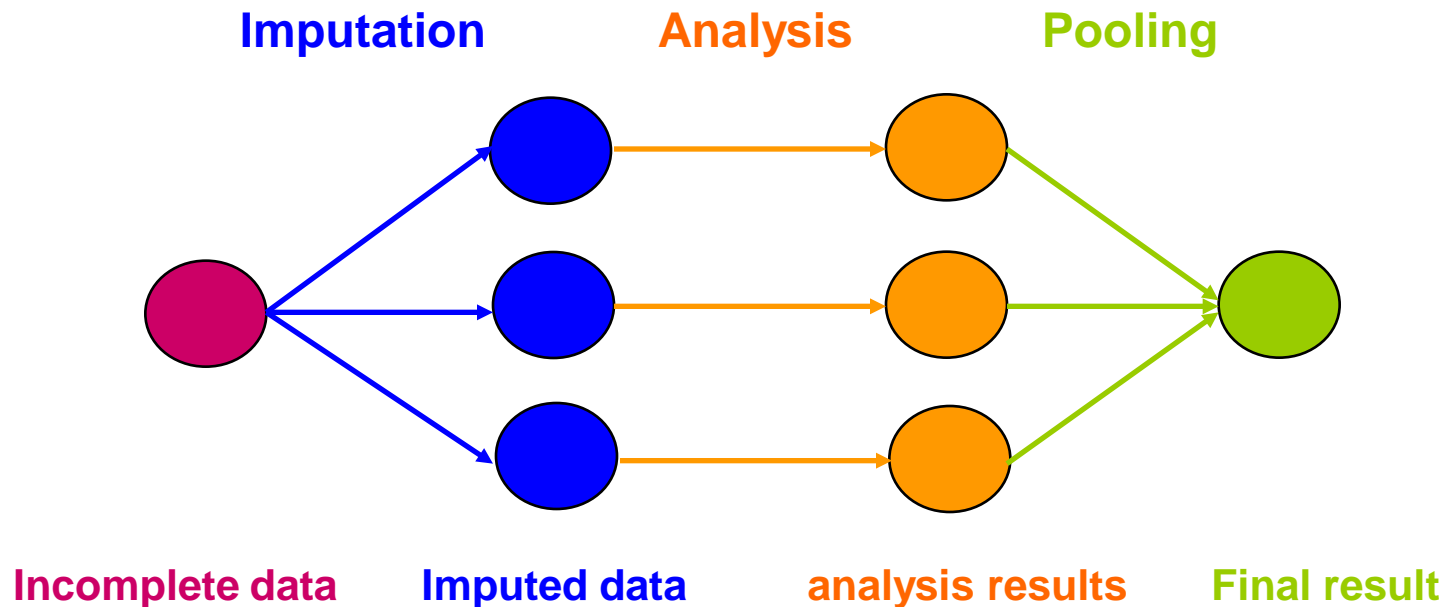 Imputation Analysis Pooling
Incomplete data Imputed data analysis results Final result